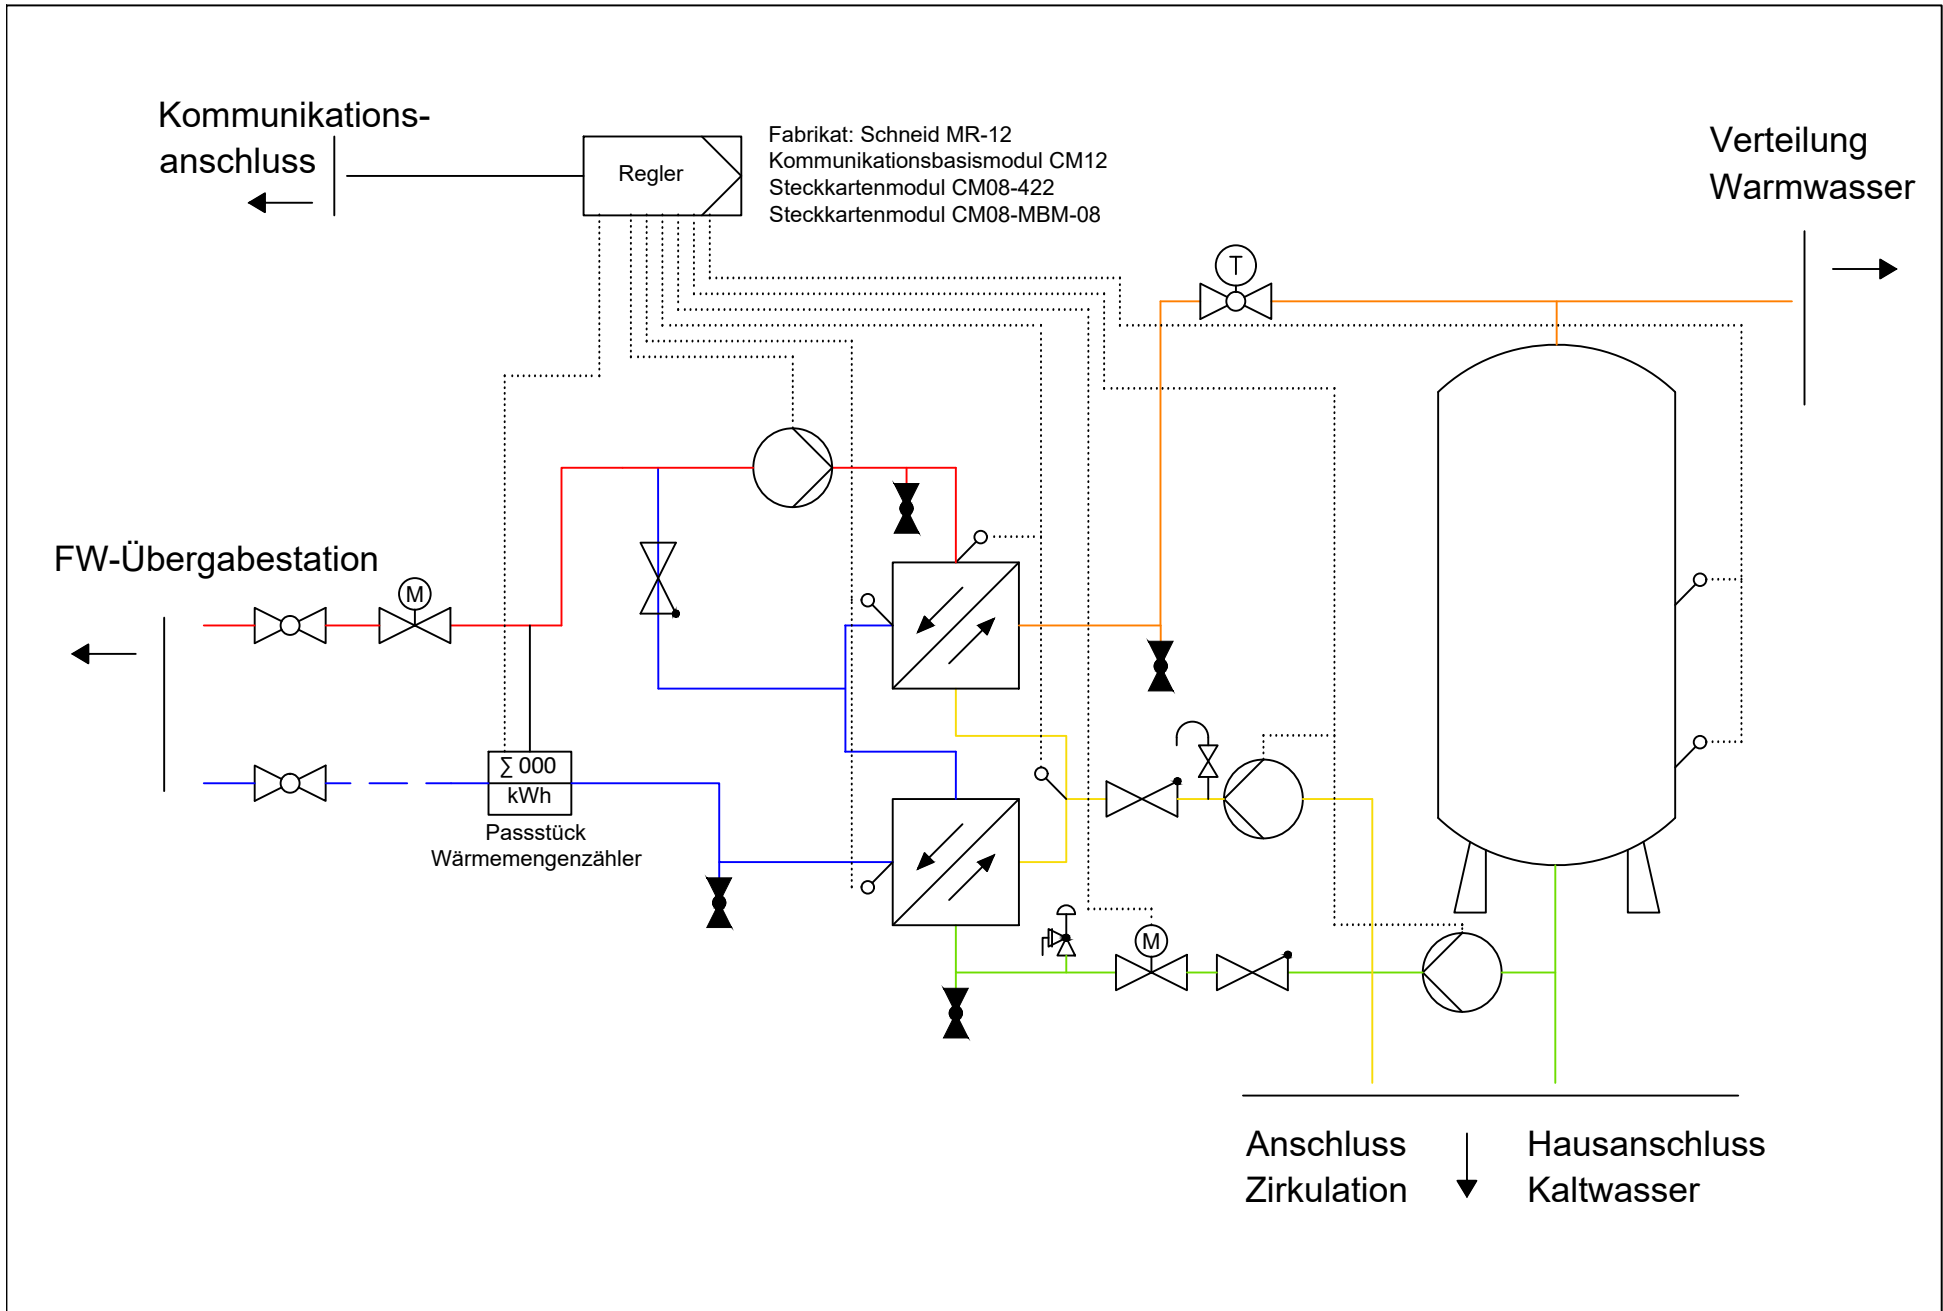 Kommunikations-
anschluss
Regler
Fabrikat: Schneid MR-12
Kommunikationsbasismodul CM12
Steckkartenmodul CM08-422
Steckkartenmodul CM08-MBM-08
Verteilung
Warmwasser
T
FW-Übergabestation
M
∑ 000
kWh
Passstück
Wärmemengenzähler
M
Anschluss
Zirkulation
Hausanschluss
Kaltwasser